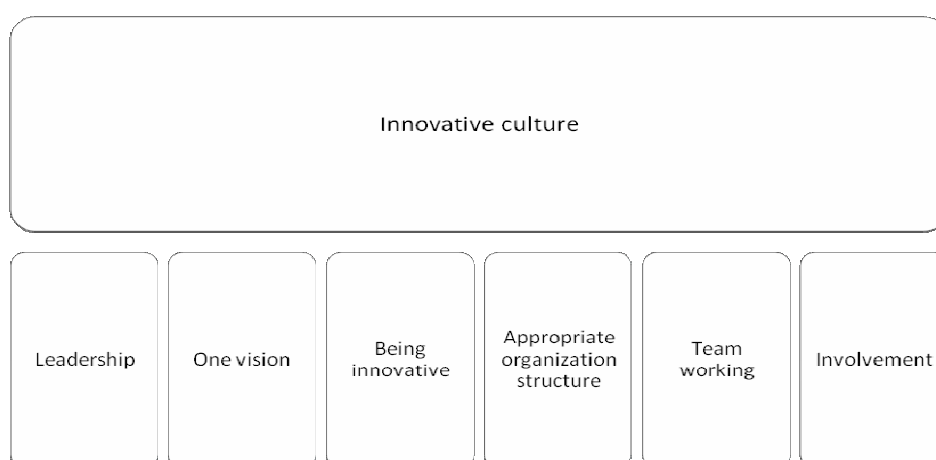 Innovative culture
Leadership
One vision
Being
innovative
Appropriate
organization
structure
Team
working
Involvement